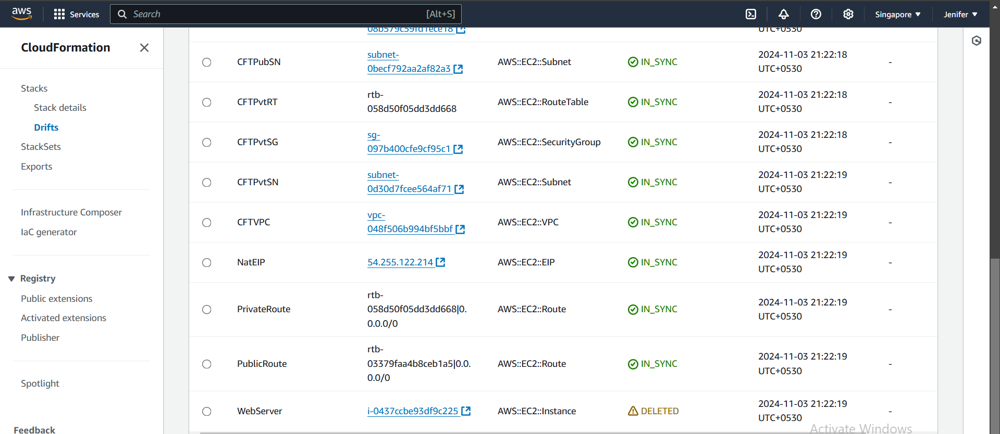 aws
Services
Search
[Alt+S]
Singapore
Jenifer
CloudFormation
Stacks
Stack details
Drifts
StackSets
Exports
Infrastructure Composer
IaC generator
Registry
Public extensions
Activated extensions
Publisher
Spotlight
Feedback
08b579c59fd1ece18
UTC+0530
CFTPubSN
subnet-
0becf792aa2af82a3
AWS::EC2::Subnet
IN_SYNC
2024-11-03 21:22:18
UTC+0530
-
CFTPvtRT
rtb-
058d50f05dd3dd668
AWS::EC2::RouteTable
IN_SYNC
2024-11-03 21:22:18
UTC+0530
-
CFTPvtSG
sg-
097b400cfe9cf95c1
AWS::EC2::SecurityGroup
IN_SYNC
2024-11-03 21:22:18
UTC+0530
-
CFTPvtSN
subnet-
0d30d7fcee564af71
AWS::EC2::Subnet
IN_SYNC
2024-11-03 21:22:19
UTC+0530
-
CFTVPC
vpc-
048f506b994bf5bbf
AWS::EC2::VPC
IN_SYNC
2024-11-03 21:22:19
UTC+0530
-
NatEIP
54.255.122.214
AWS::EC2::EIP
IN_SYNC
2024-11-03 21:22:19
UTC+0530
-
PrivateRoute
rtb-
058d50f05dd3dd668|0.
0.0.0/0
AWS::EC2::Route
IN_SYNC
2024-11-03 21:22:19
UTC+0530
-
PublicRoute
rtb-
03379faa4b8ceb1a5|0.0.
0.0/0
AWS::EC2::Route
IN_SYNC
2024-11-03 21:22:19
UTC+0530
-
WebServer
i-0437ccbe93df9c225
AWS::EC2::Instance
DELETED
2024-11-03 21:22:19
UTC+0530
-
Activate Windows